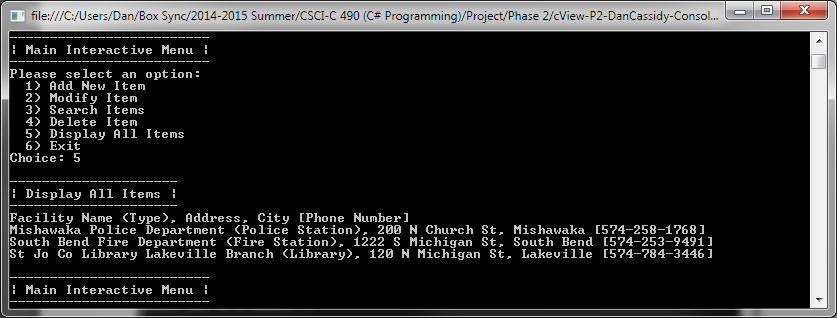 file:///C:/Users/Dan/Box Sync/2014-2015 Summer/CSCI-C 490 (C# Programming)/Project/Phase 2/cView-P2-DanCassidy-Consol...
-------------------------
¦ Main Interactive Menu ¦
-------------------------
Please select an option:
  1) Add New Item
  2) Modify Item
  3) Search Items
  4) Delete Item
  5) Display All Items
  6) Exit
Choice: 5
---------------------
¦ Display All Items ¦
---------------------
Facility Name (Type), Address, City [Phone Number]
Mishawaka Police Department (Police Station), 200 N Church St, Mishawaka [574-258-1768]
South Bend Fire Department (Fire Station), 1222 S Michigan St, South Bend [574-253-9491]
St Jo Co Library Lakeville Branch (Library), 120 N Michigan St, Lakeville [574-784-3446]
-------------------------
¦ Main Interactive Menu ¦
-------------------------